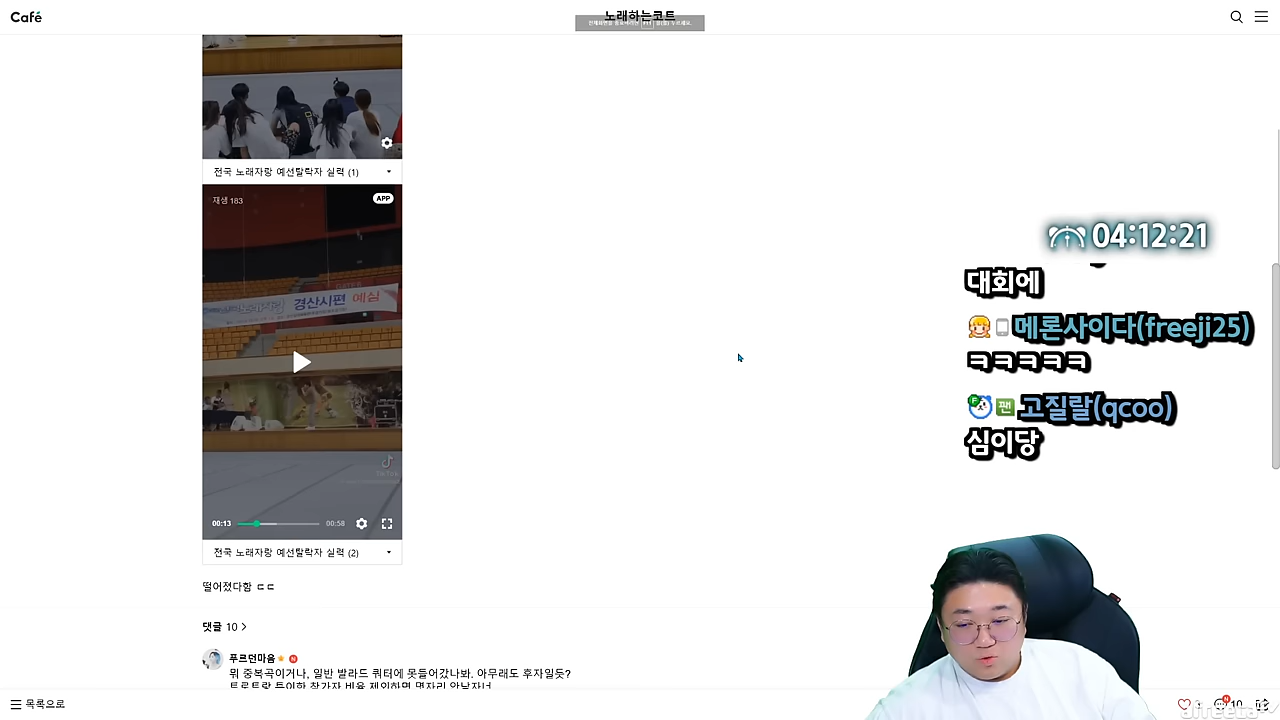 Café
노래하는코트
전국 노래자랑 예선탈락자 실력 (1)
재생 183
APP
경산시편 예심
00:13
00:58
전국 노래자랑 예선탈락자 실력 (2)
떨어졌다함 ㄷㄷ
댓글 10
푸르던마음
뭐 중복곡이거나, 일반 발라드 쿼터에 못들어갔나봐. 아무래도 후자일듯?
04:12:21
대회에
메론사이다(freeji25)
ㅋㅋㅋㅋㅋ
팬 고질랄(qcoo)
심이당
목록으로
10
afreecaTV